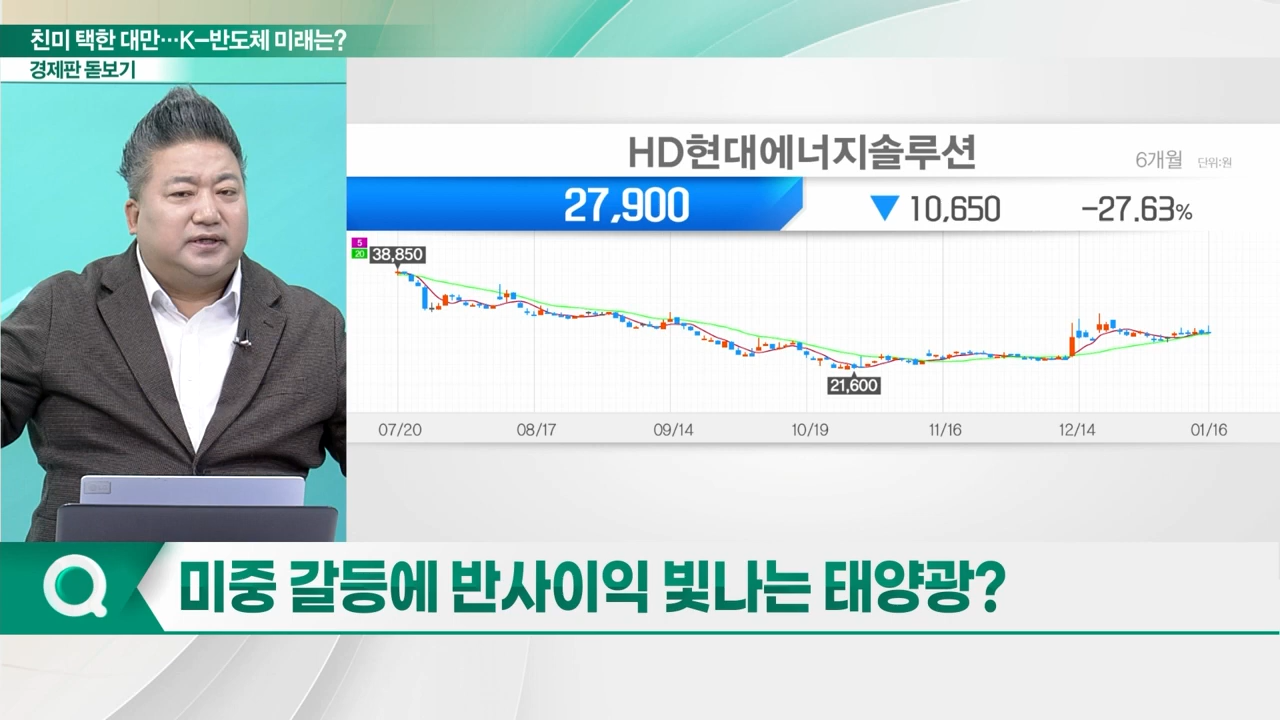 친미 택한 대만…K-반도체 미래는?
경제판 돋보기
HD현대에너지솔루션
6개월 단위:원
27,900 ▼ 10,650 -27.63%
5
20
38,850
21,600
07/20 08/17 09/14 10/19 11/16 12/14 01/16
미중 갈등에 반사이익 빛나는 태양광?